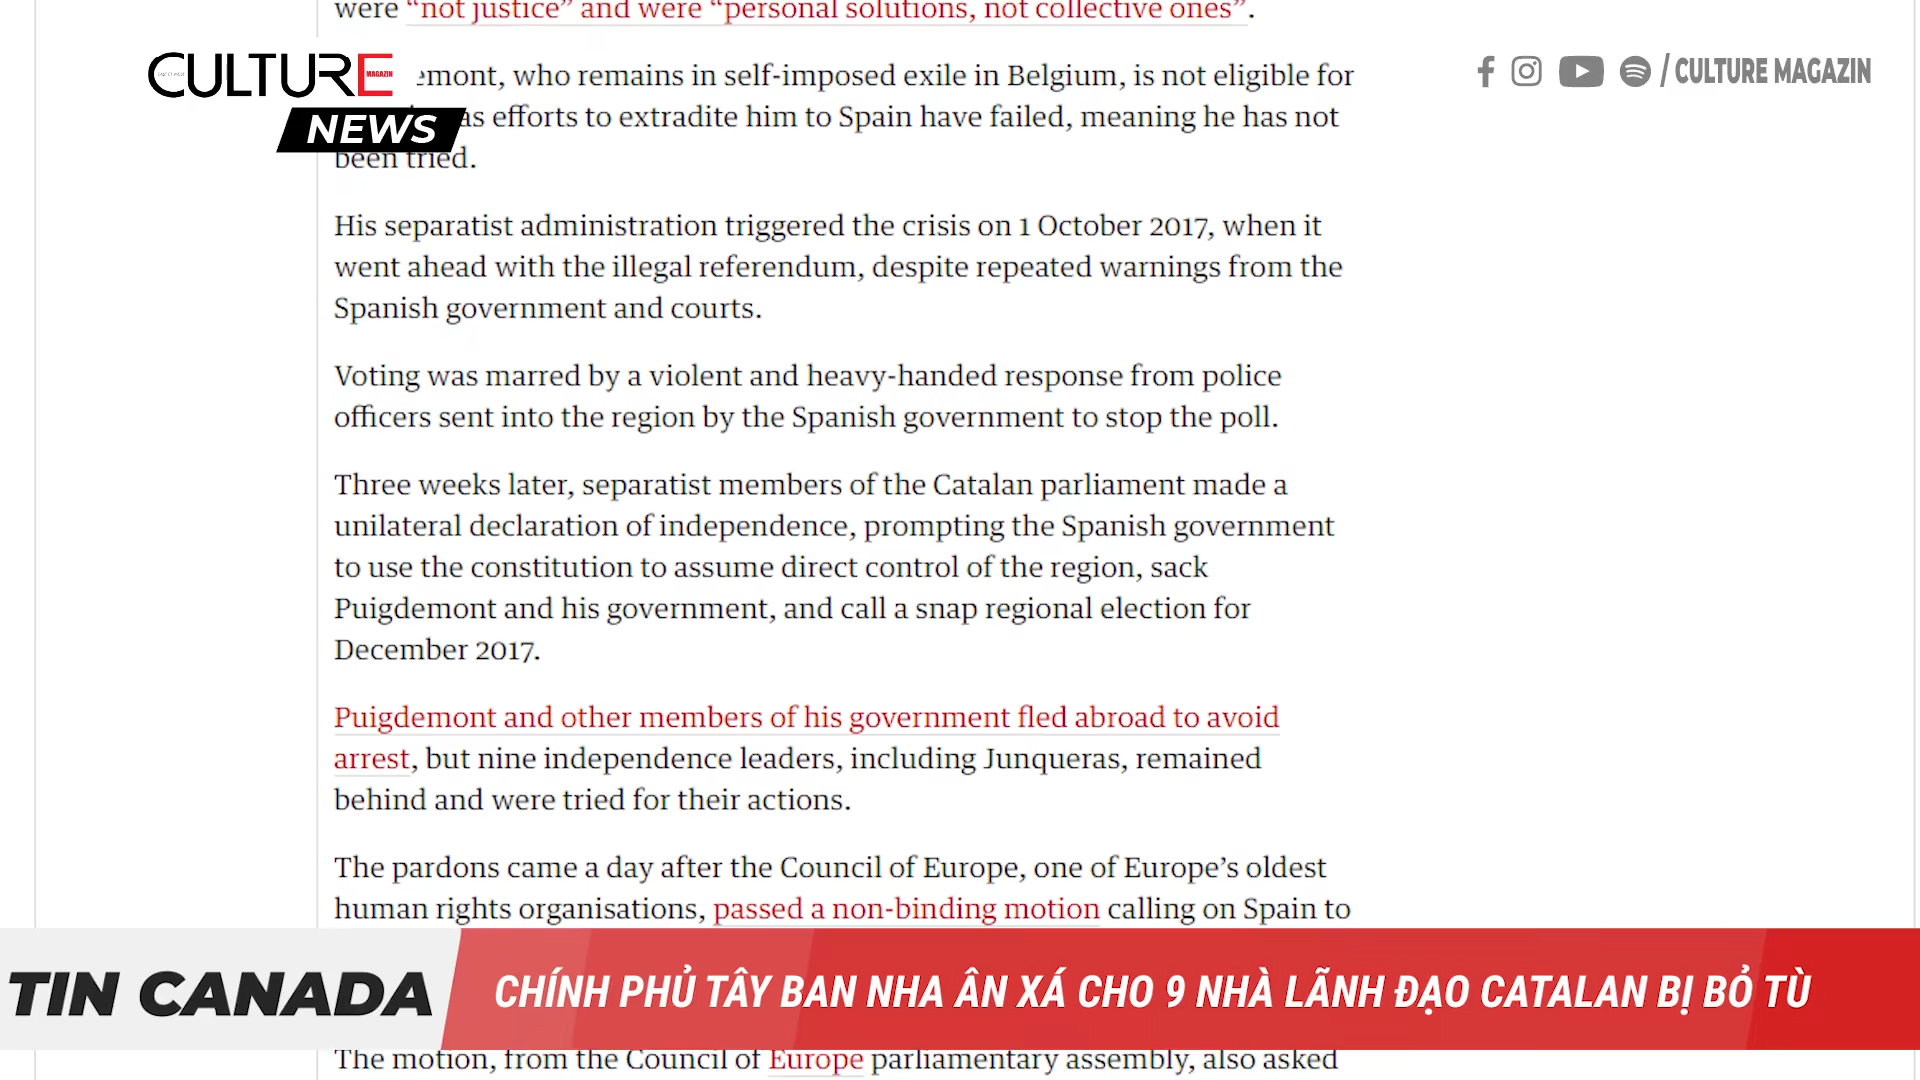 were “not justice” and were “personal solutions, not collective ones”.
CULTURE
MAGAZIN
NEWS
/ CULTURE MAGAZIN
emont, who remains in self-imposed exile in Belgium, is not eligible for
as efforts to extradite him to Spain have failed, meaning he has not
been tried.
His separatist administration triggered the crisis on 1 October 2017, when it
went ahead with the illegal referendum, despite repeated warnings from the
Spanish government and courts.
Voting was marred by a violent and heavy-handed response from police
officers sent into the region by the Spanish government to stop the poll.
Three weeks later, separatist members of the Catalan parliament made a
unilateral declaration of independence, prompting the Spanish government
to use the constitution to assume direct control of the region, sack
Puigdemont and his government, and call a snap regional election for
December 2017.
Puigdemont and other members of his government fled abroad to avoid
arrest, but nine independence leaders, including Junqueras, remained
behind and were tried for their actions.
The pardons came a day after the Council of Europe, one of Europe’s oldest
human rights organisations, passed a non-binding motion calling on Spain to
TIN CANADA
CHÍNH PHỦ TÂY BAN NHA ÂN XÁ CHO 9 NHÀ LÃNH ĐẠO CATALAN BỊ BỎ TÙ
The motion, from the Council of Europe parliamentary assembly, also asked